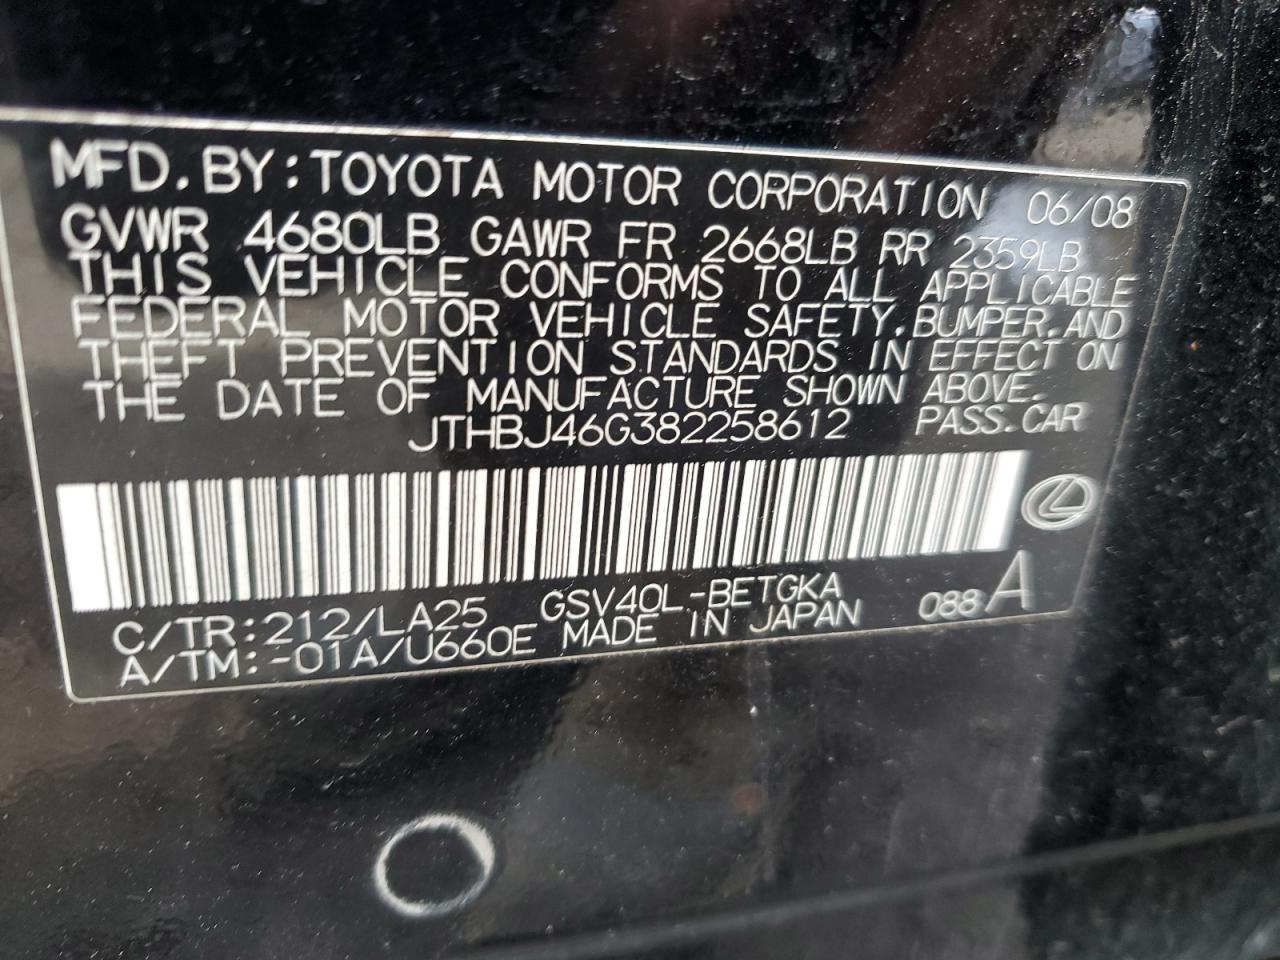 MFD. BY: TOYOTA MOTOR CORPORATION 06/08
GVWR 4680LB GAWR FR 2668LB RR 2359LB
THIS VEHICLE CONFORMS TO ALL APPLICABLE
FEDERAL MOTOR VEHICLE SAFETY, BUMPER, AND
THEFT PREVENTION STANDARDS IN EFFECT ON
THE DATE OF MANUFACTURE SHOWN ABOVE.
JTHBJ46G382258612 PASS. CAR
C/TR: 212/LA25 GSV40L-BETGKA 088 A
A/TM: -01A/U660E MADE IN JAPAN